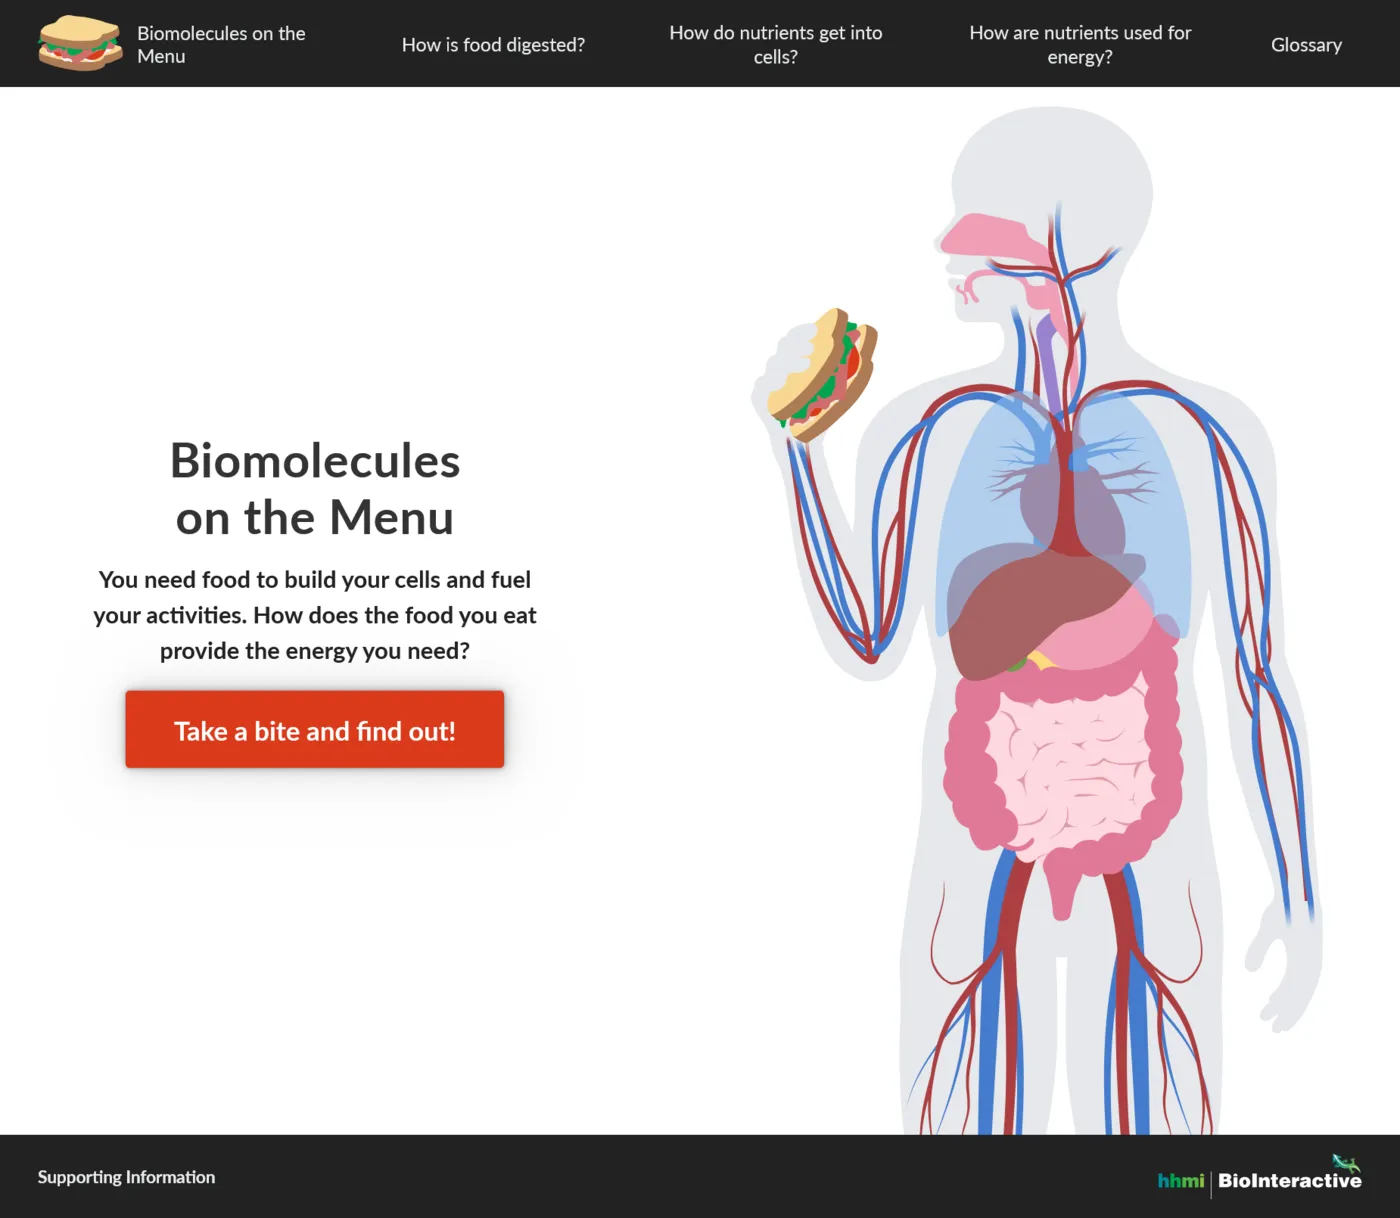 Biomolecules on the
Menu
How is food digested?
How do nutrients get into
cells?
How are nutrients used for
energy?
Glossary
Biomolecules
on the Menu
You need food to build your cells and fuel
your activities. How does the food you eat
provide the energy you need?
Take a bite and find out!
Supporting Information
hhmi BioInteractive